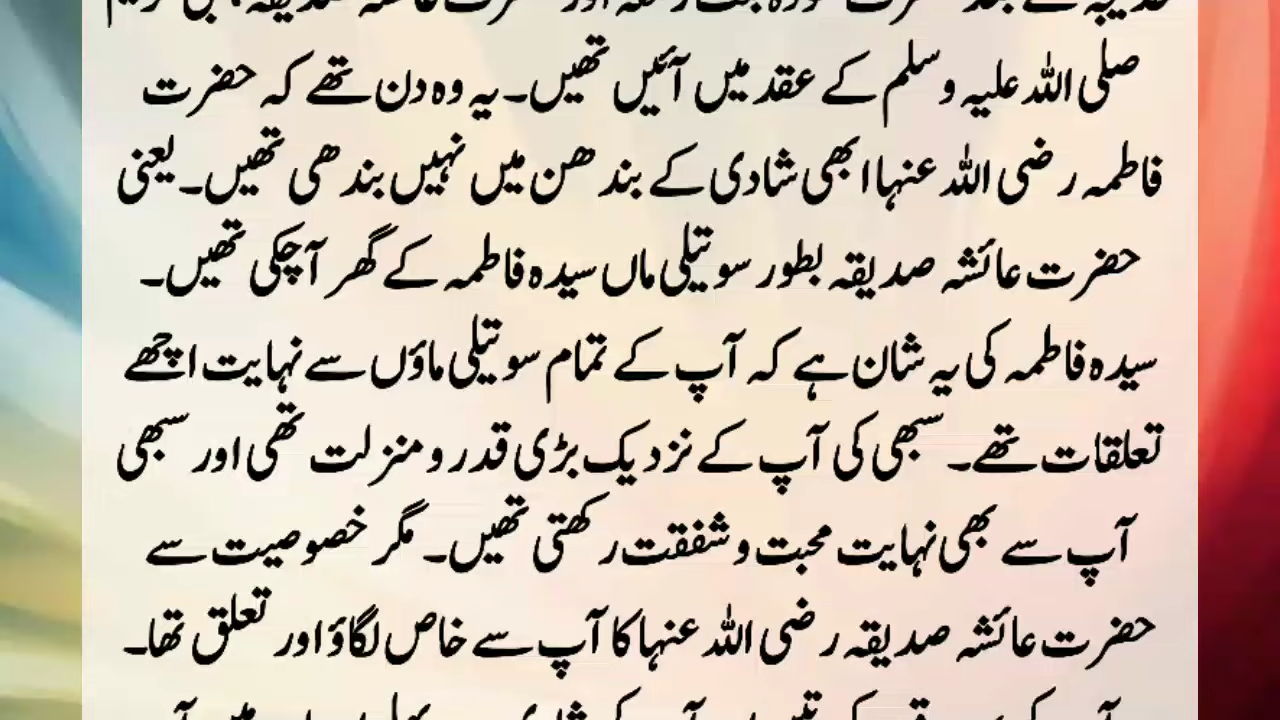 صلی اللہ علیہ وسلم کے عقد میں آئیں تھیں۔ یہ وہ دن تھے کہ حضرت
فاطمہ رضی اللہ عنہا ابھی شادی کے بندھن میں نہیں بندھی تھیں۔ یعنی
حضرت عائشہ صدیقہ بطور سوتیلی ماں سیدہ فاطمہ کے گھر آچکی تھیں۔
سیدہ فاطمہ کی یہ شان ہے کہ آپ کے تمام سوتیلی ماؤں سے نہایت اچھے
تعلقات تھے۔ سبھی کی آپ کے نزدیک بڑی قدر و منزلت تھی اور سبھی
آپ سے بھی نہایت محبت و شفقت رکھتی تھیں۔ مگر خصوصیت سے
حضرت عائشہ صدیقہ رضی اللہ عنہا کا آپ سے خاص لگاؤ اور تعلق تھا۔